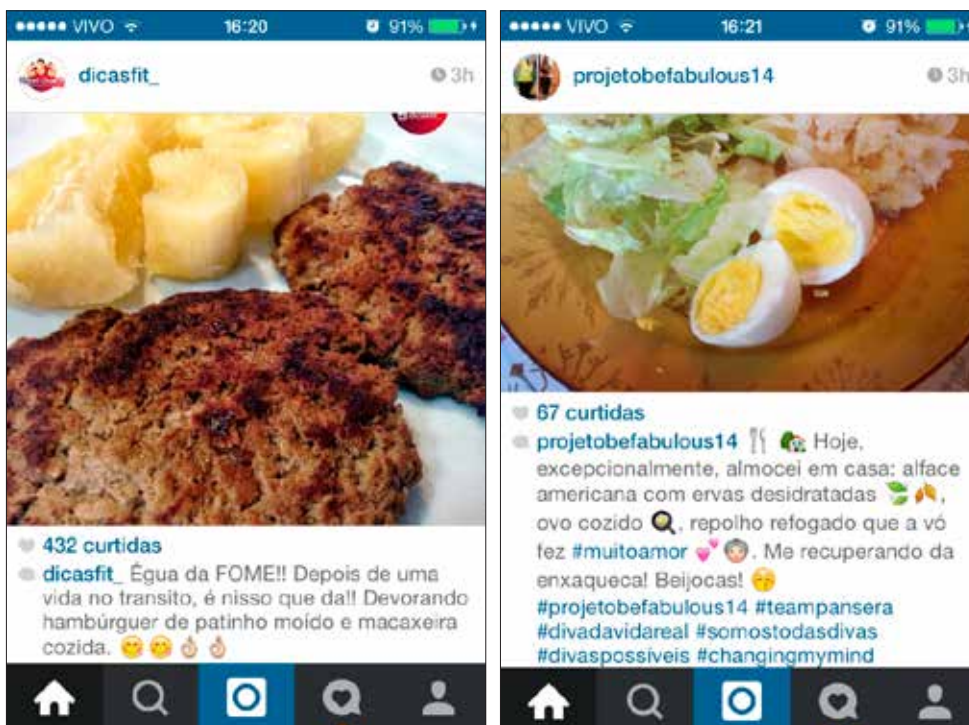 VIVO 16:20 91%
dicasfit_ 3h
432 curtidas
dicasfit_ Égua da FOME!! Depois de uma
vida no transito, é nisso que da!! Devorando
hambúrguer de patinho moído e macaxeira
cozida. 😋 😋 👌 👌
VIVO 16:21 91%
projetobefabulous14 3h
67 curtidas
projetobefabulous14 🍴 🏡 Hoje,
excepcionalmente, almocei em casa: alface
americana com ervas desidratadas 🍃 🍂,
ovo cozido 🍳, repolho refogado que a vó
fez #muitoamor 💕 👵. Me recuperando da
enxaqueca! Beijocas! 😚
#projetobefabulous14 #teampansera
#divadavidareal #somostodasdivas
#divaspossíveis #changingmymind